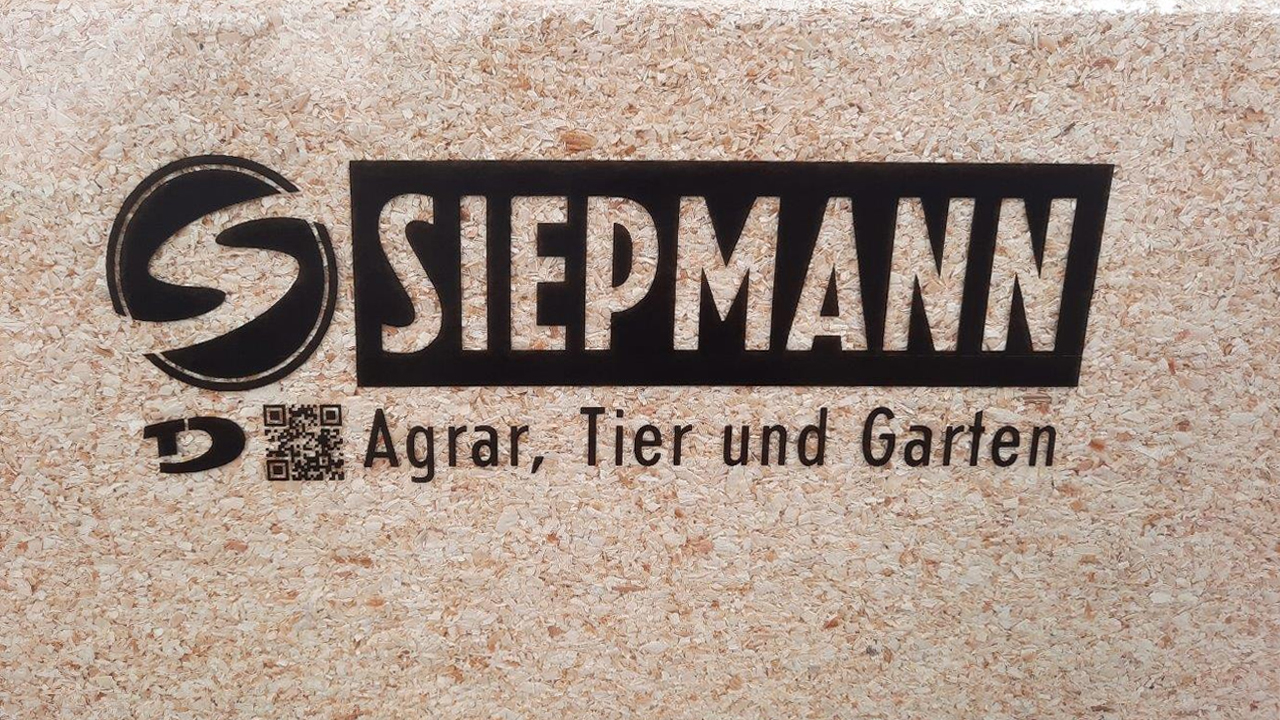 SIEPMANN
Agrar, Tier und Garten